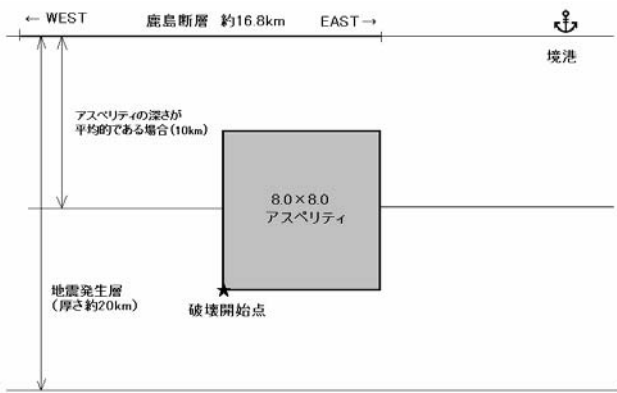 ← WEST 鹿島断層 約16.8km EAST →
境港
アスペリティの深さが
平均的である場合(10km)
8.0×8.0
アスペリティ
地震発生層
(厚さ約20km)
破壊開始点